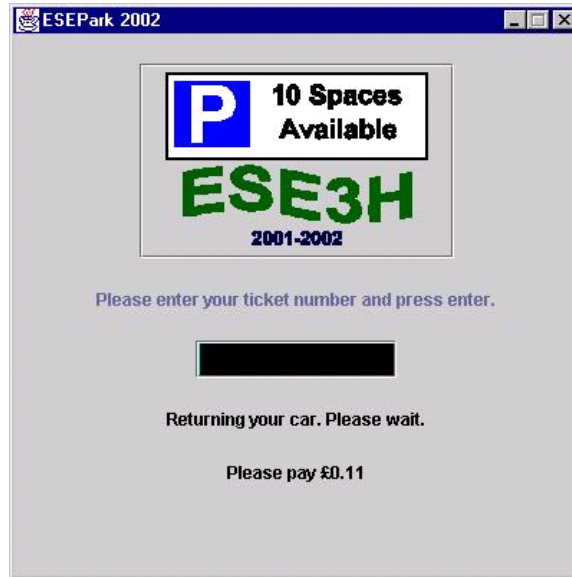 ESEPark 2002
P
10 Spaces
Available
ESE3H
2001-2002
Please enter your ticket number and press enter.
Returning your car. Please wait.
Please pay £0.11